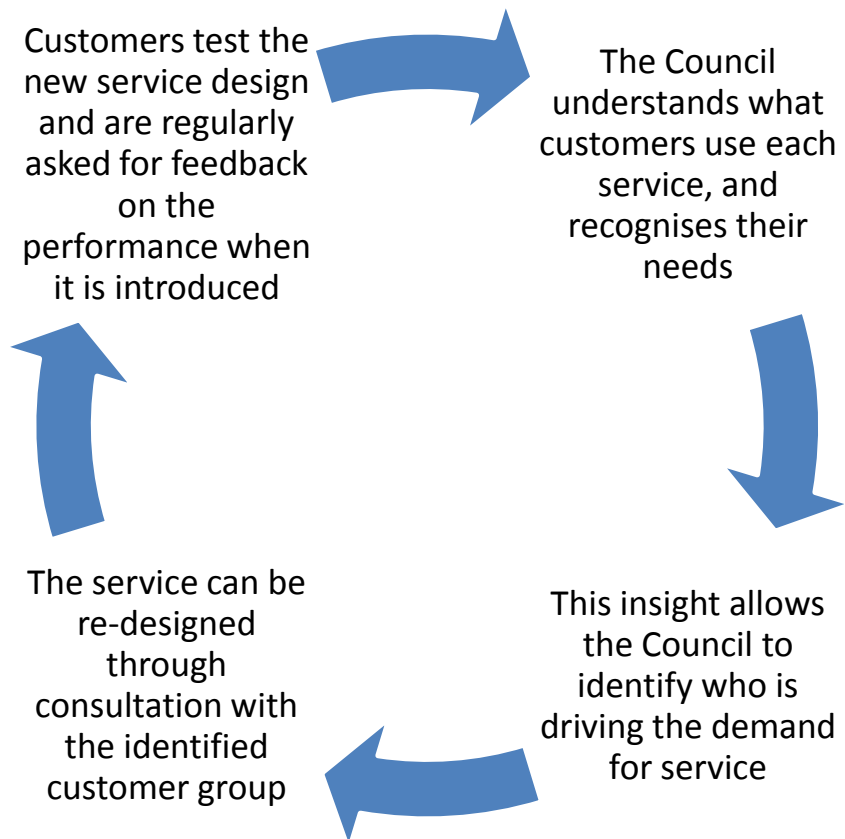 Customers test the
new service design
and are regularly
asked for feedback
on the
performance when
it is introduced
The Council
understands what
customers use each
service, and
recognises their
needs
This insight allows
the Council to
identify who is
driving the demand
for service
The service can be
re-designed
through
consultation with
the identified
customer group